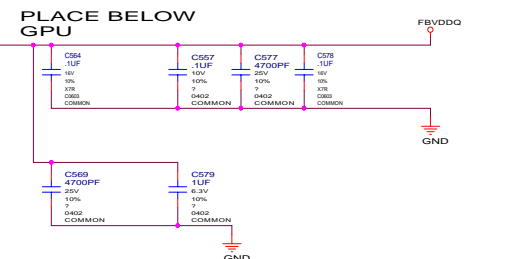 PLACE BELOW
GPU
FBVDDQ
C564
.1UF
16V
10%
X7R
C0603
COMMON
C557
.1UF
10V
10%
?
0402
COMMON
C577
4700PF
25V
10%
?
0402
COMMON
C578
.1UF
16V
10%
X7R
C0603
COMMON
GND
C569
4700PF
25V
10%
?
0402
COMMON
C579
1UF
6.3V
10%
?
0402
COMMON
GND